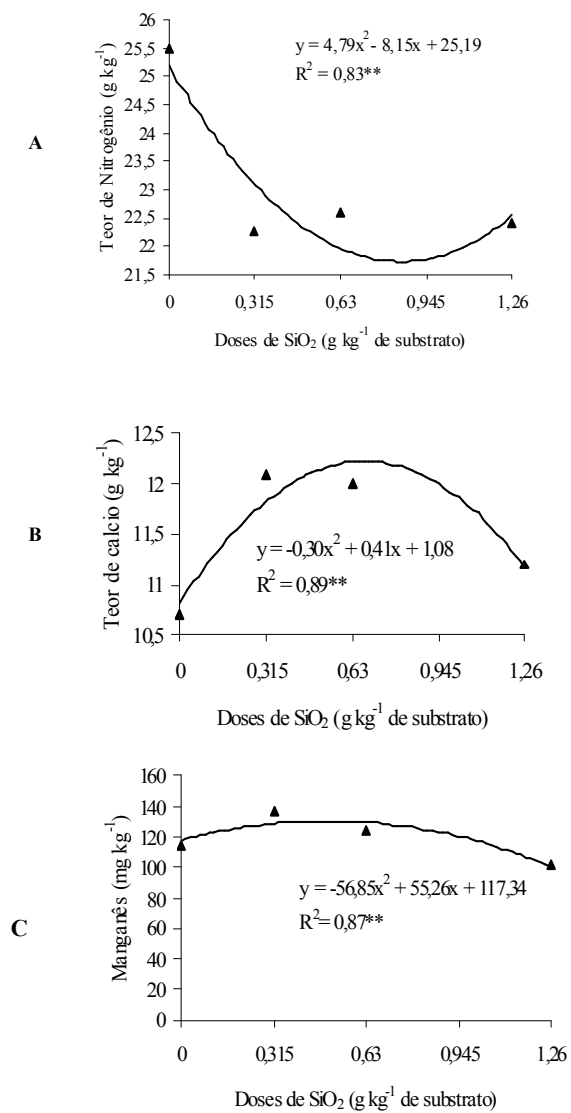 A
Teor de Nitrogênio (g kg⁻¹)
26
25,5
25
24,5
24
23,5
23
22,5
22
21,5
y = 4,79x² - 8,15x + 25,19
R² = 0,83**
0 0,315 0,63 0,945 1,26
Doses de SiO₂ (g kg⁻¹ de substrato)
B
Teor de calcio (g kg⁻¹)
12,5
12
11,5
11
10,5
y = -0,30x² + 0,41x + 1,08
R² = 0,89**
0 0,315 0,63 0,945 1,26
Doses de SiO₂ (g kg⁻¹ de substrato)
C
Manganês (mg kg⁻¹)
160
140
120
100
80
60
40
20
0
y = -56,85x² + 55,26x + 117,34
R² = 0,87**
0 0,315 0,63 0,945 1,26
Doses de SiO₂ (g kg⁻¹ de substrato)